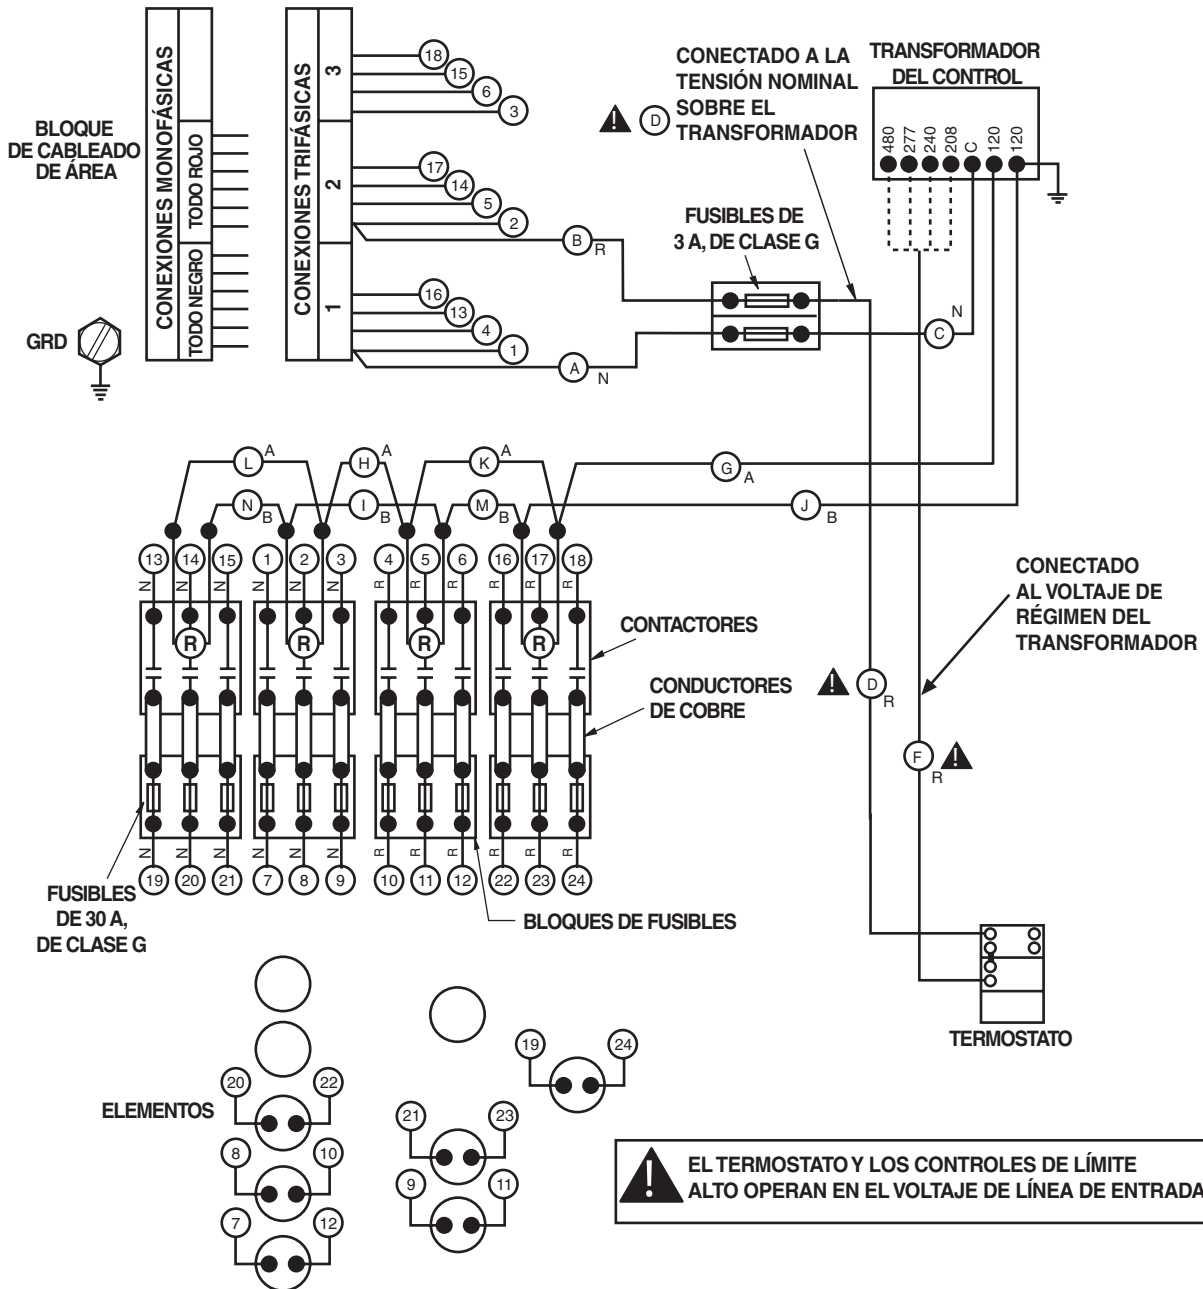 BLOQUE
DE CABLEADO
DE ÁREA
CONEXIONES MONOFÁSICAS
TODO ROJO
TODO NEGRO
GRD
CONEXIONES TRIFÁSICAS
3
18
15
6
3
2
17
14
5
2
B
R
1
16
13
4
1
A
N
CONECTADO A LA
TENSIÓN NOMINAL
SOBRE EL
TRANSFORMADOR
D
TRANSFORMADOR
DEL CONTROL
480
277
240
208
C
120
120
FUSIBLES DE
3 A, DE CLASE G
N
C
L A H A K A G A
N B I B M B J B
13 14 15 1 2 3 4 5 6 16 17 18
N N N N N N R R R R R R
R R R R
CONTACTORES
CONDUCTORES
DE COBRE
CONECTADO
AL VOLTAJE DE
RÉGIMEN DEL
TRANSFORMADOR
D
R
F
R
N N N N N N R R R R R R
19 20 21 7 8 9 10 11 12 22 23 24
FUSIBLES
DE 30 A,
DE CLASE G
BLOQUES DE FUSIBLES
TERMOSTATO
ELEMENTOS
19 24
20 22
21 23
8 10
9 11
7 12
EL TERMOSTATO Y LOS CONTROLES DE LÍMITE
ALTO OPERAN EN EL VOLTAJE DE LÍNEA DE ENTRADA